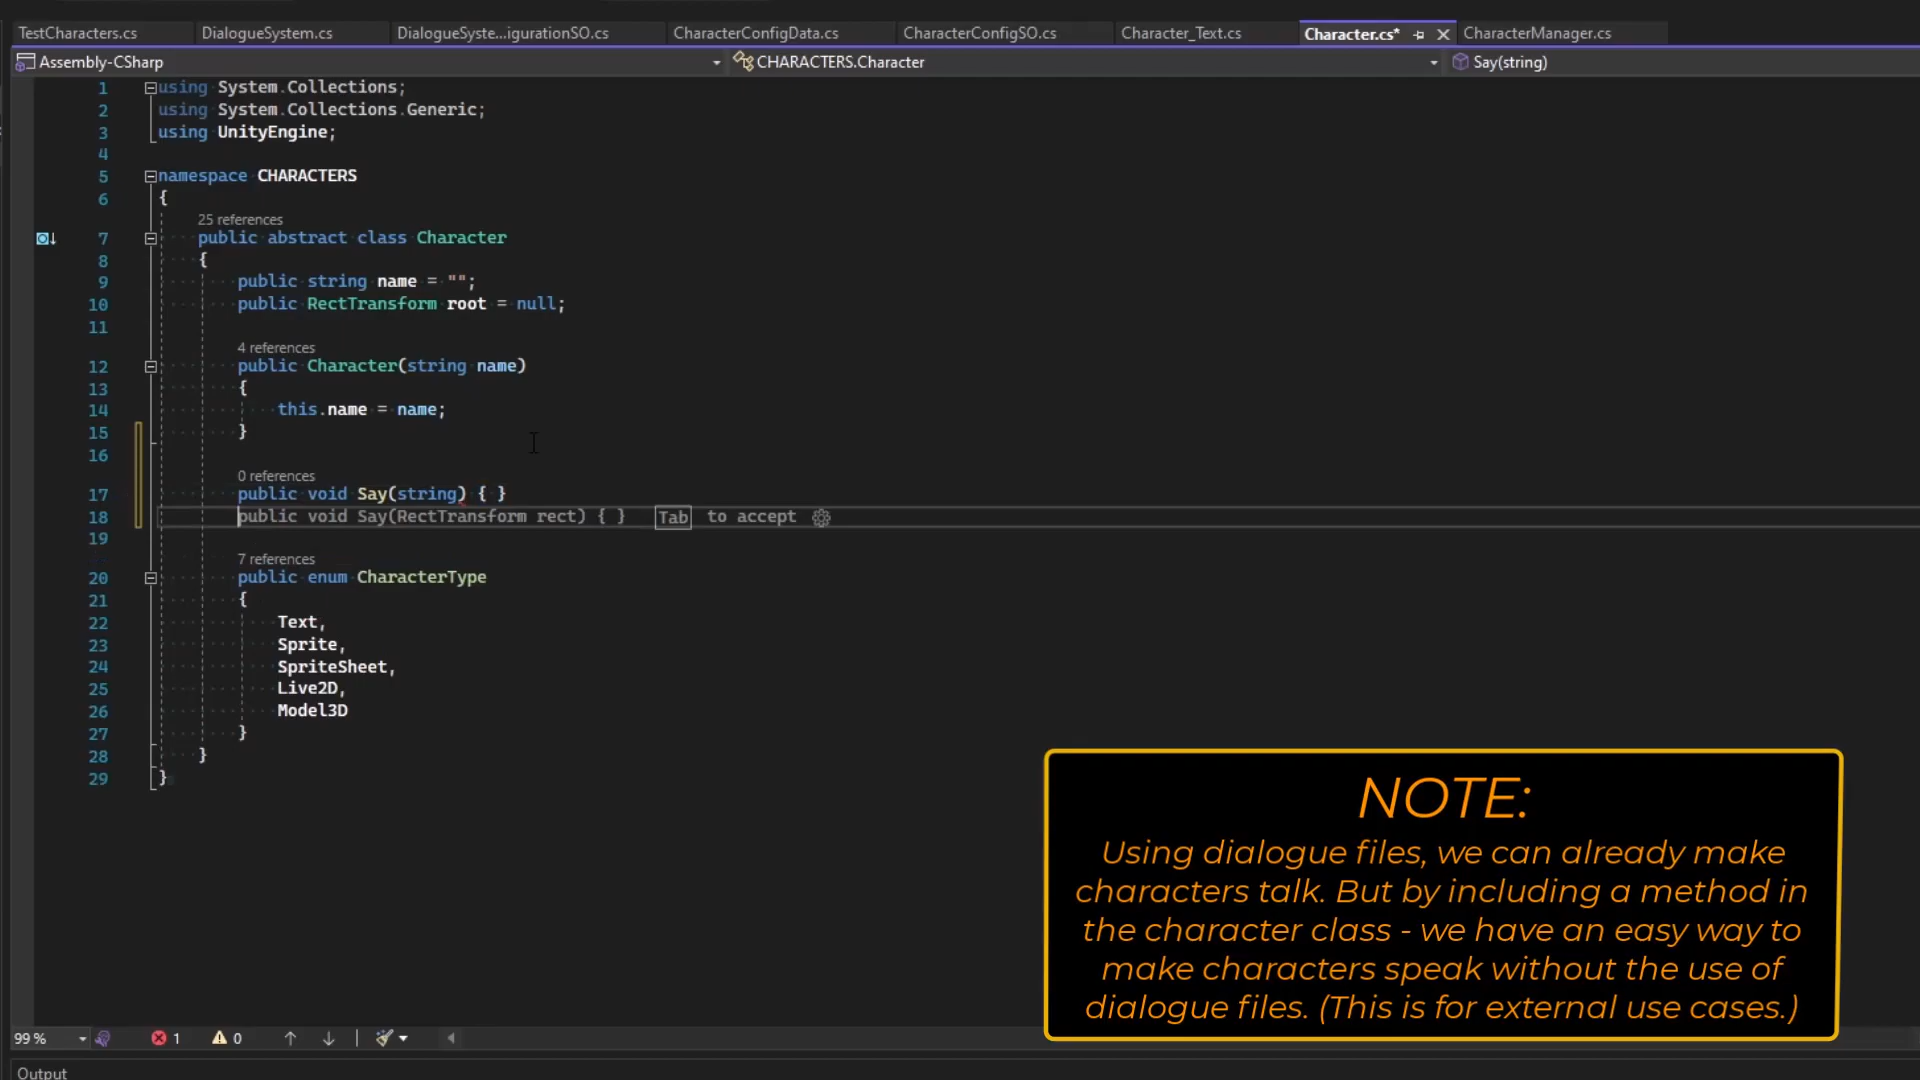 TestCharacters.cs
DialogueSystem.cs
DialogueSyste...igurationSO.cs
CharacterConfigData.cs
CharacterConfigSO.cs
Character_Text.cs
Character.cs*
CharacterManager.cs
Assembly-CSharp
CHARACTERS.Character
Say(string)
1 using System.Collections;
2 using System.Collections.Generic;
3 using UnityEngine;
4
5 namespace CHARACTERS
6 {
25 references
7 public abstract class Character
8 {
9 public string name = "";
10 public RectTransform root = null;
11
4 references
12 public Character(string name)
13 {
14 this.name = name;
15 }
16
0 references
17 public void Say(string) { }
18 public void Say(RectTransform rect) { } Tab to accept
19
7 references
20 public enum CharacterType
21 {
22 Text,
23 Sprite,
24 SpriteSheet,
25 Live2D,
26 Model3D
27 }
28 }
29 }
NOTE:
Using dialogue files, we can already make
characters talk. But by including a method in
the character class - we have an easy way to
make characters speak without the use of
dialogue files. (This is for external use cases.)
99 %
1
0
Output